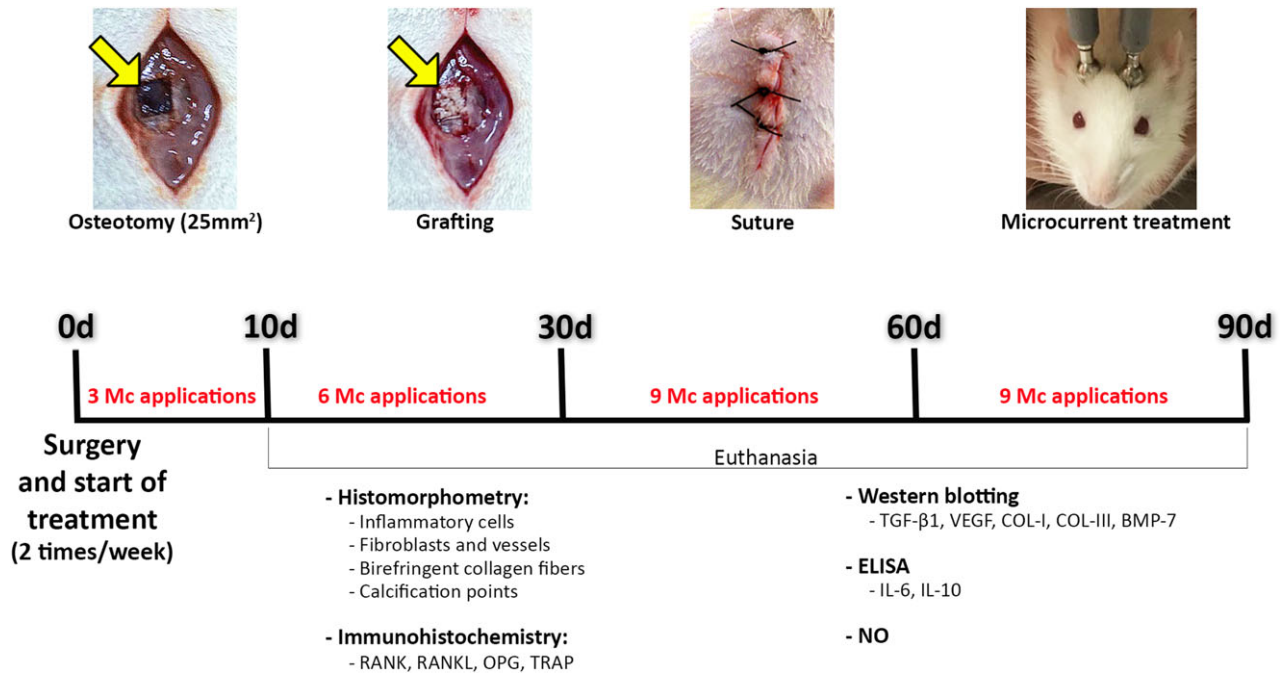 Osteotomy (25mm²)
Grafting
Suture
Microcurrent treatment
0d
10d
30d
60d
90d
3 Mc applications
6 Mc applications
9 Mc applications
9 Mc applications
Surgery
and start of
treatment
(2 times/week)
Euthanasia
- Histomorphometry:
- Inflammatory cells
- Fibroblasts and vessels
- Birefringent collagen fibers
- Calcification points
- Immunohistochemistry:
- RANK, RANKL, OPG, TRAP
- Western blotting
- TGF-β1, VEGF, COL-I, COL-III, BMP-7
- ELISA
- IL-6, IL-10
- NO